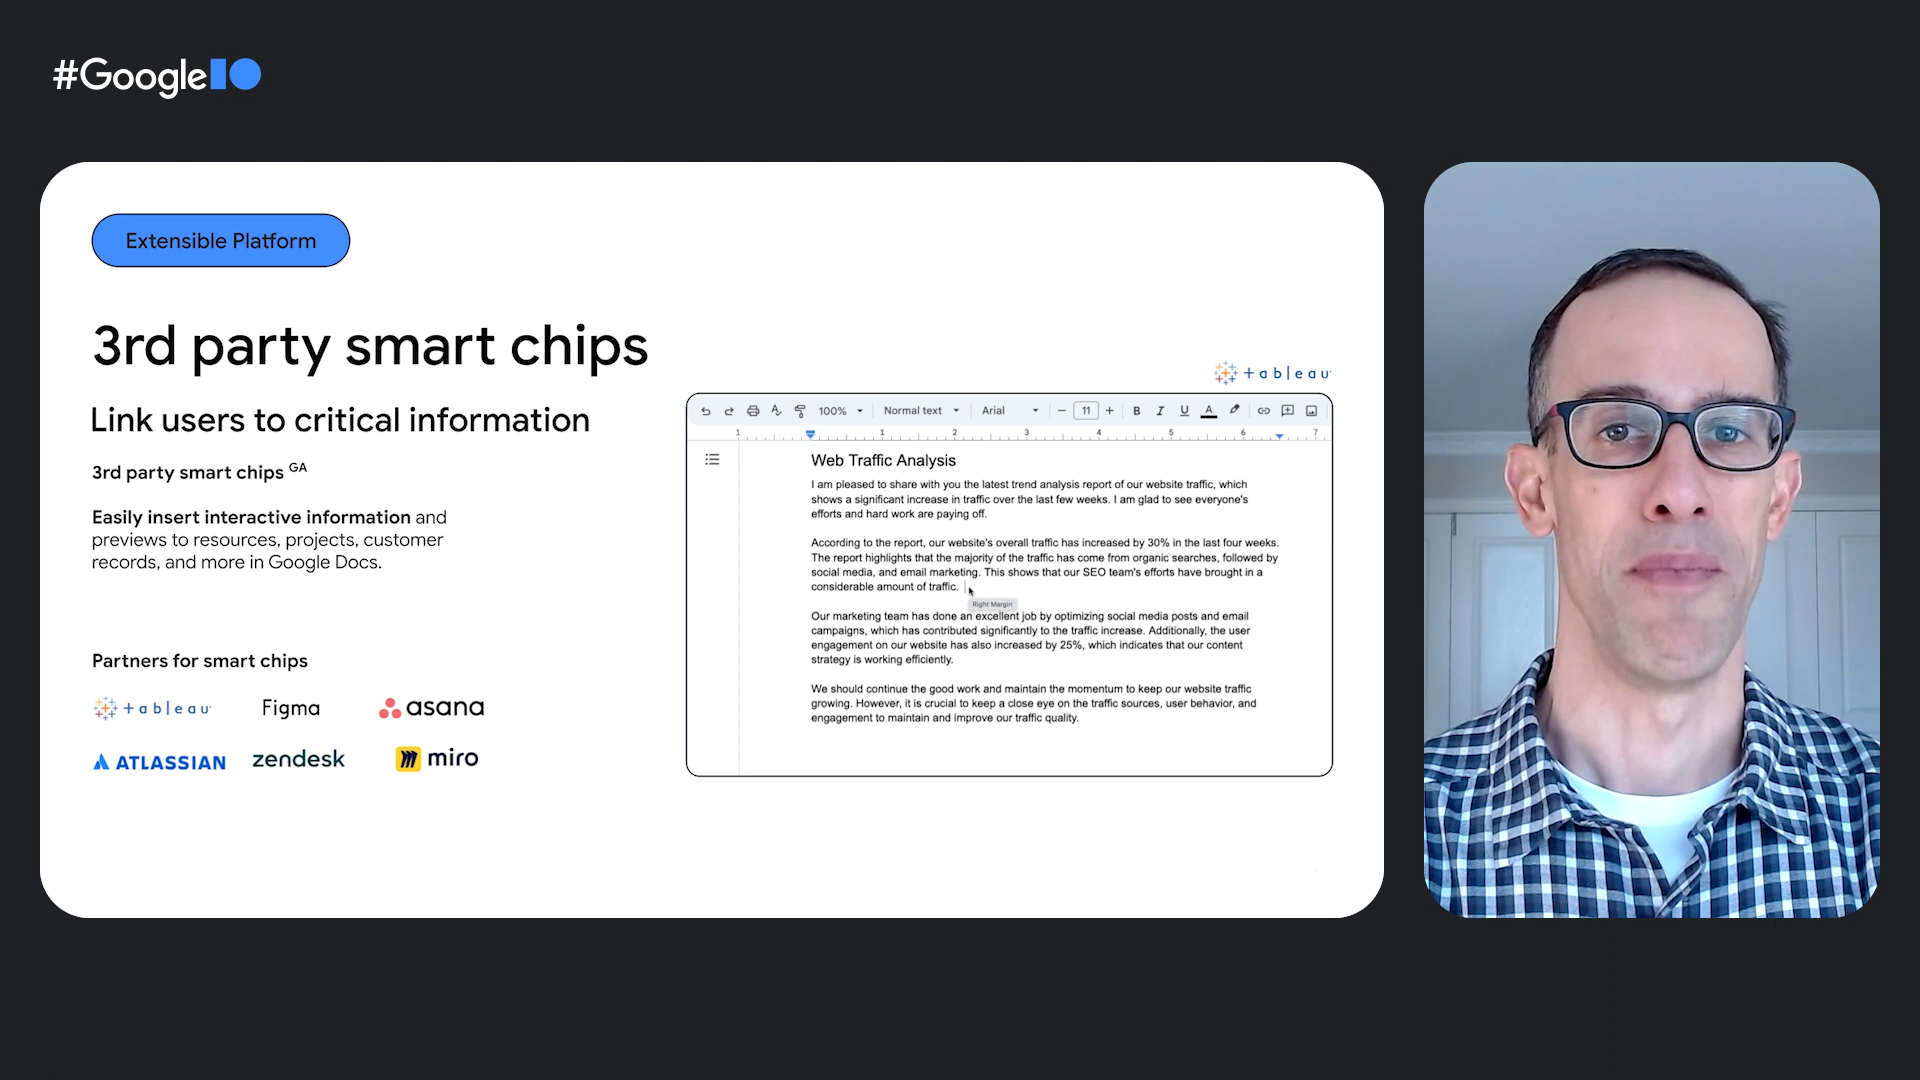 #GoogleIO
Extensible Platform
3rd party smart chips
Link users to critical information
3rd party smart chips GA
Easily insert interactive information and
previews to resources, projects, customer
records, and more in Google Docs.
Partners for smart chips
+ a b | e a u
Figma
asana
ATLASSIAN
zendesk
miro
+ a b | e a u
100%
Normal text
Arial
11
B I U A
1 1 2 3 4 5 6 7
Web Traffic Analysis
I am pleased to share with you the latest trend analysis report of our website traffic, which
shows a significant increase in traffic over the last few weeks. I am glad to see everyone's
efforts and hard work are paying off.
According to the report, our website's overall traffic has increased by 30% in the last four weeks.
The report highlights that the majority of the traffic has come from organic searches, followed by
social media, and email marketing. This shows that our SEO team's efforts have brought in a
considerable amount of traffic.
Right Margin
Our marketing team has done an excellent job by optimizing social media posts and email
campaigns, which has contributed significantly to the traffic increase. Additionally, the user
engagement on our website has also increased by 25%, which indicates that our content
strategy is working efficiently.
We should continue the good work and maintain the momentum to keep our website traffic
growing. However, it is crucial to keep a close eye on the traffic sources, user behavior, and
engagement to maintain and improve our traffic quality.